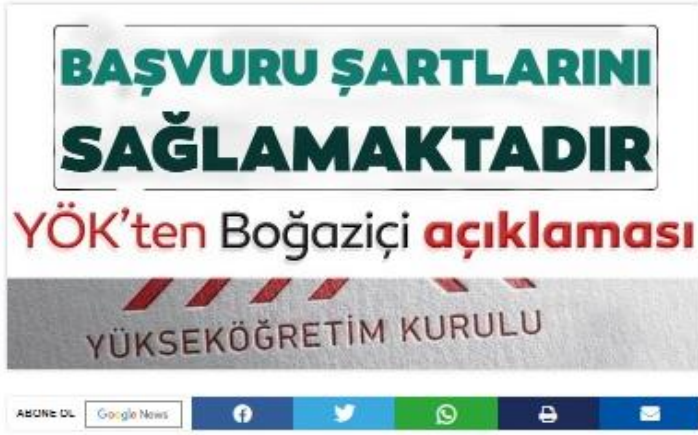 BAŞVURU ŞARTLARINI
SAĞLAMAKTADIR
YÖK'ten Boğaziçi açıklaması
YÜKSEKÖĞRETİM KURULU
ABONE OL Google News